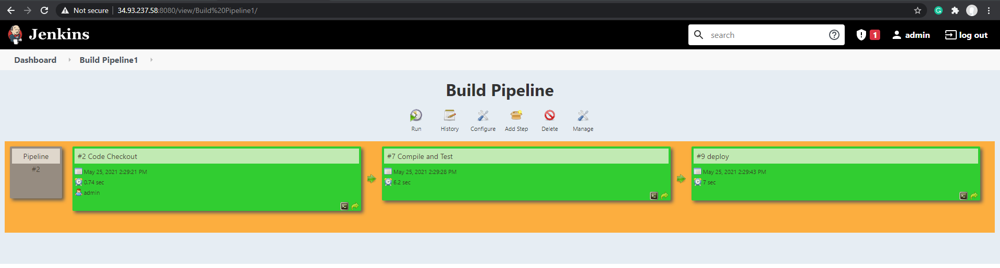 Not secure 34.93.237.58:8080/view/Build%20Pipeline1/
Jenkins
search
1
admin
log out
Dashboard
Build Pipeline1
Build Pipeline
Run
History
Configure
Add Step
Delete
Manage
Pipeline
#2
#2 Code Checkout
May 25, 2021 2:29:21 PM
0.74 sec
admin
#7 Compile and Test
May 25, 2021 2:29:28 PM
6.2 sec
#9 deploy
May 25, 2021 2:29:43 PM
7 sec